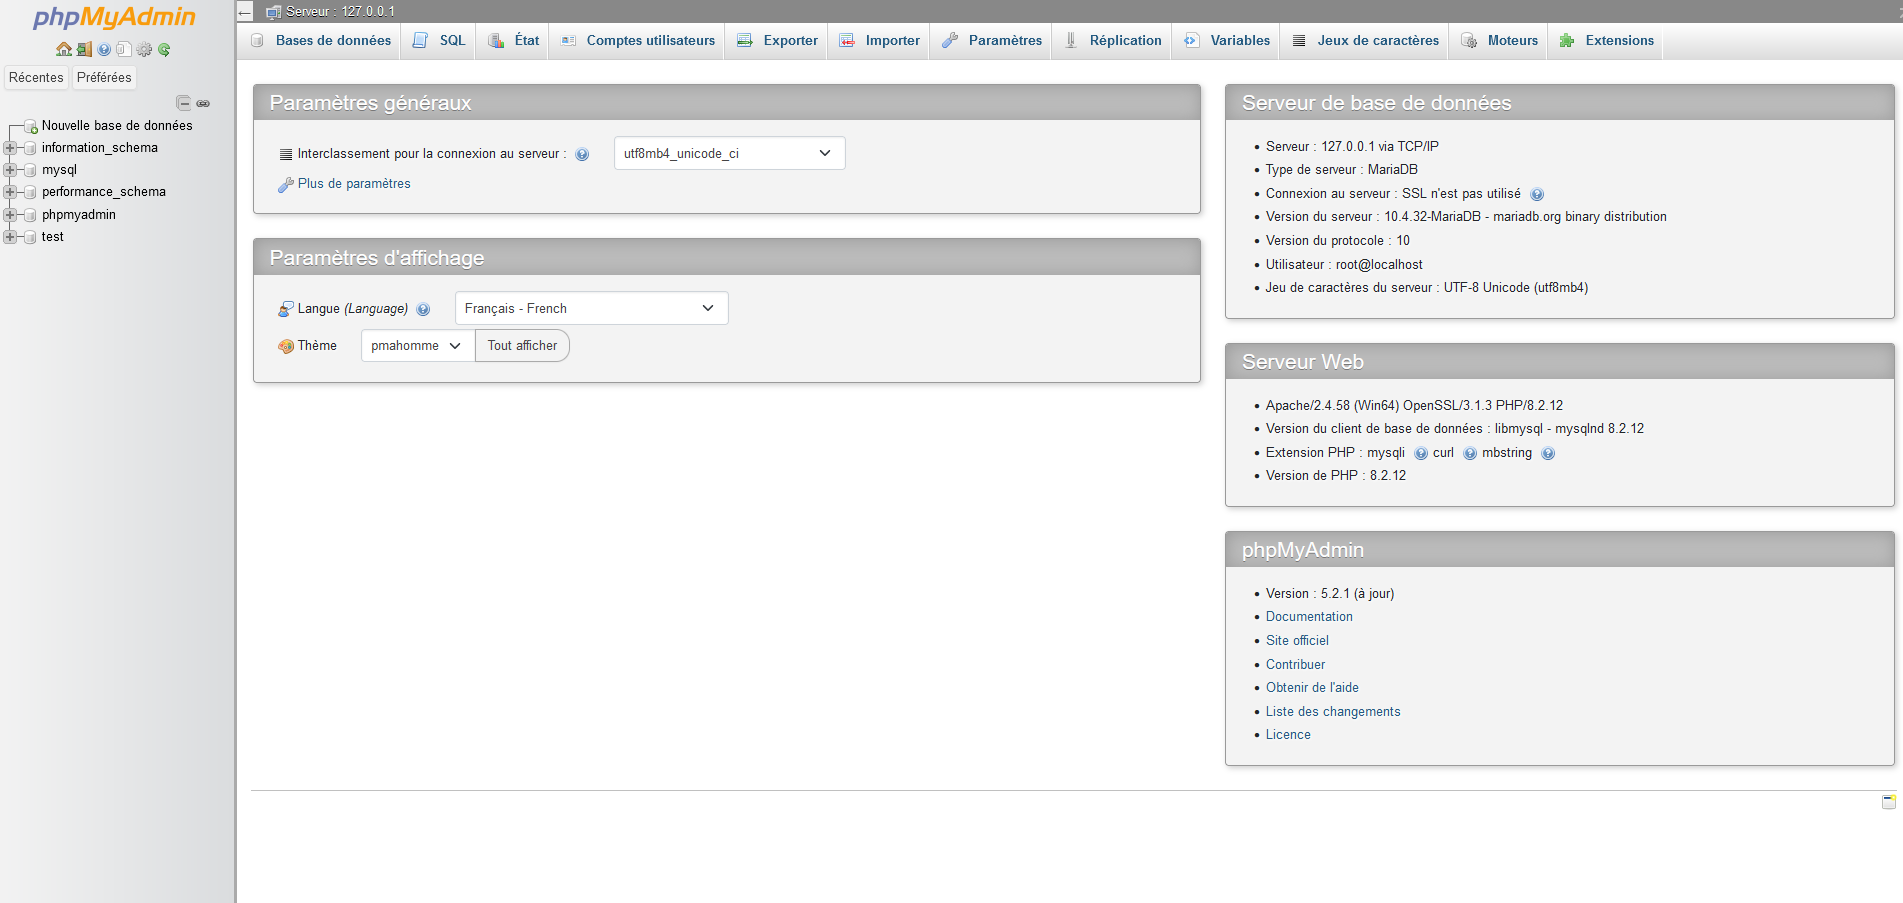 phpMyAdmin
Récentes Préférées
Nouvelle base de données
information_schema
mysql
performance_schema
phpmyadmin
test
Serveur : 127.0.0.1
Bases de données SQL État Comptes utilisateurs Exporter Importer Paramètres Réplication Variables Jeux de caractères Moteurs Extensions
Paramètres généraux
Interclassement pour la connexion au serveur : utf8mb4_unicode_ci
Plus de paramètres
Paramètres d'affichage
Langue (Language) Français - French
Thème pmahomme Tout afficher
Serveur de base de données
• Serveur : 127.0.0.1 via TCP/IP
• Type de serveur : MariaDB
• Connexion au serveur : SSL n'est pas utilisé
• Version du serveur : 10.4.32-MariaDB - mariadb.org binary distribution
• Version du protocole : 10
• Utilisateur : root@localhost
• Jeu de caractères du serveur : UTF-8 Unicode (utf8mb4)
Serveur Web
• Apache/2.4.58 (Win64) OpenSSL/3.1.3 PHP/8.2.12
• Version du client de base de données : libmysql - mysqlnd 8.2.12
• Extension PHP : mysqli curl mbstring
• Version de PHP : 8.2.12
phpMyAdmin
• Version : 5.2.1 (à jour)
• Documentation
• Site officiel
• Contribuer
• Obtenir de l'aide
• Liste des changements
• Licence